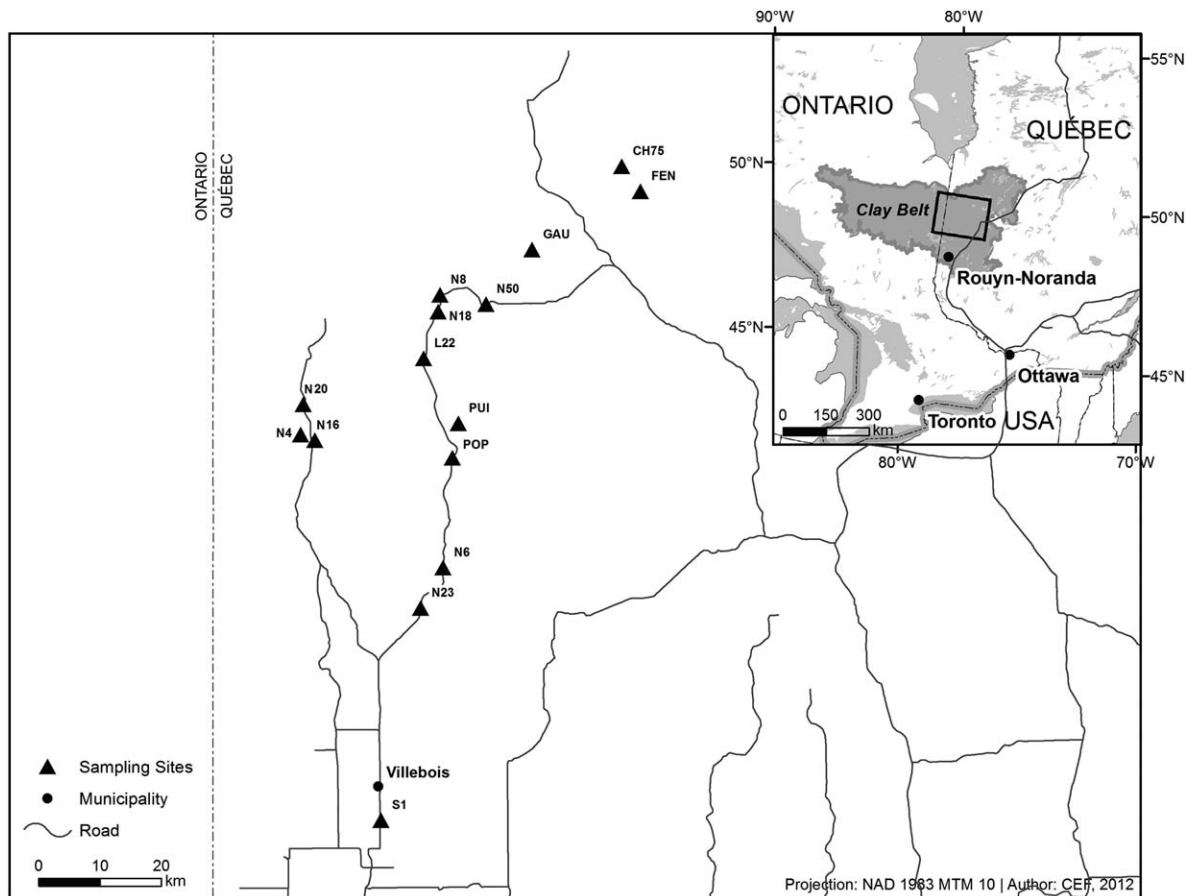 90°W
80°W
55°N
ONTARIO
QUÉBEC
50°N
Clay Belt
50°N
Rouyn-Noranda
45°N
45°N
Ottawa
0 150 300
km
Toronto
USA
80°W
70°W
ONTARIO
QUÉBEC
CH75
FEN
GAU
N8
N50
N18
L22
N20
PUI
N4
N16
POP
N6
N23
Sampling Sites
Villebois
Municipality
S1
Road
0 10 20
km
Projection: NAD 1983 MTM 10 | Author: CEF, 2012